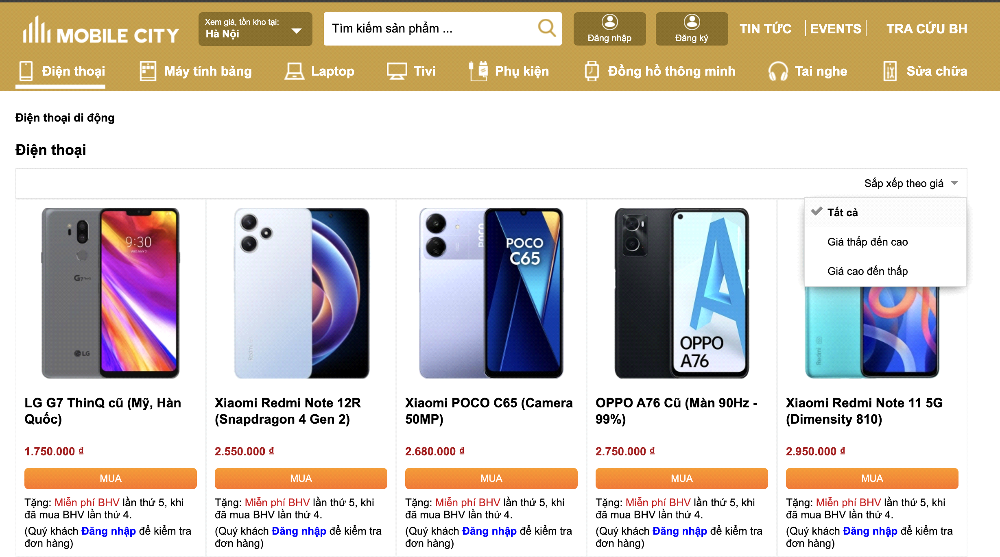 MOBILE CITY
Xem giá, tồn kho tại:
Hà Nội
Tìm kiếm sản phẩm ...
Đăng nhập
Đăng ký
TIN TỨC
EVENTS
TRA CỨU BH
Điện thoại
Máy tính bảng
Laptop
Tivi
Phụ kiện
Đồng hồ thông minh
Tai nghe
Sửa chữa
Điện thoại di động
Điện thoại
Sắp xếp theo giá
Tất cả
Giá thấp đến cao
Giá cao đến thấp
9:30
WED, MAY 2
G7 ThinQ
LG
Redmi
POCO
POCO
C65
OPPO
A76
Redmi
LG G7 ThinQ cũ (Mỹ, Hàn
Quốc)
1.750.000 ₫
MUA
Tặng: Miễn phí BHV lần thứ 5, khi
đã mua BHV lần thứ 4.
(Quý khách Đăng nhập để kiểm tra
đơn hàng)
Xiaomi Redmi Note 12R
(Snapdragon 4 Gen 2)
2.550.000 ₫
MUA
Tặng: Miễn phí BHV lần thứ 5, khi
đã mua BHV lần thứ 4.
(Quý khách Đăng nhập để kiểm tra
đơn hàng)
Xiaomi POCO C65 (Camera
50MP)
2.680.000 ₫
MUA
Tặng: Miễn phí BHV lần thứ 5, khi
đã mua BHV lần thứ 4.
(Quý khách Đăng nhập để kiểm tra
đơn hàng)
OPPO A76 Cũ (Màn 90Hz -
99%)
2.750.000 ₫
MUA
Tặng: Miễn phí BHV lần thứ 5, khi
đã mua BHV lần thứ 4.
(Quý khách Đăng nhập để kiểm tra
đơn hàng)
Xiaomi Redmi Note 11 5G
(Dimensity 810)
2.950.000 ₫
MUA
Tặng: Miễn phí BHV lần thứ 5, khi
đã mua BHV lần thứ 4.
(Quý khách Đăng nhập để kiểm tra
đơn hàng)